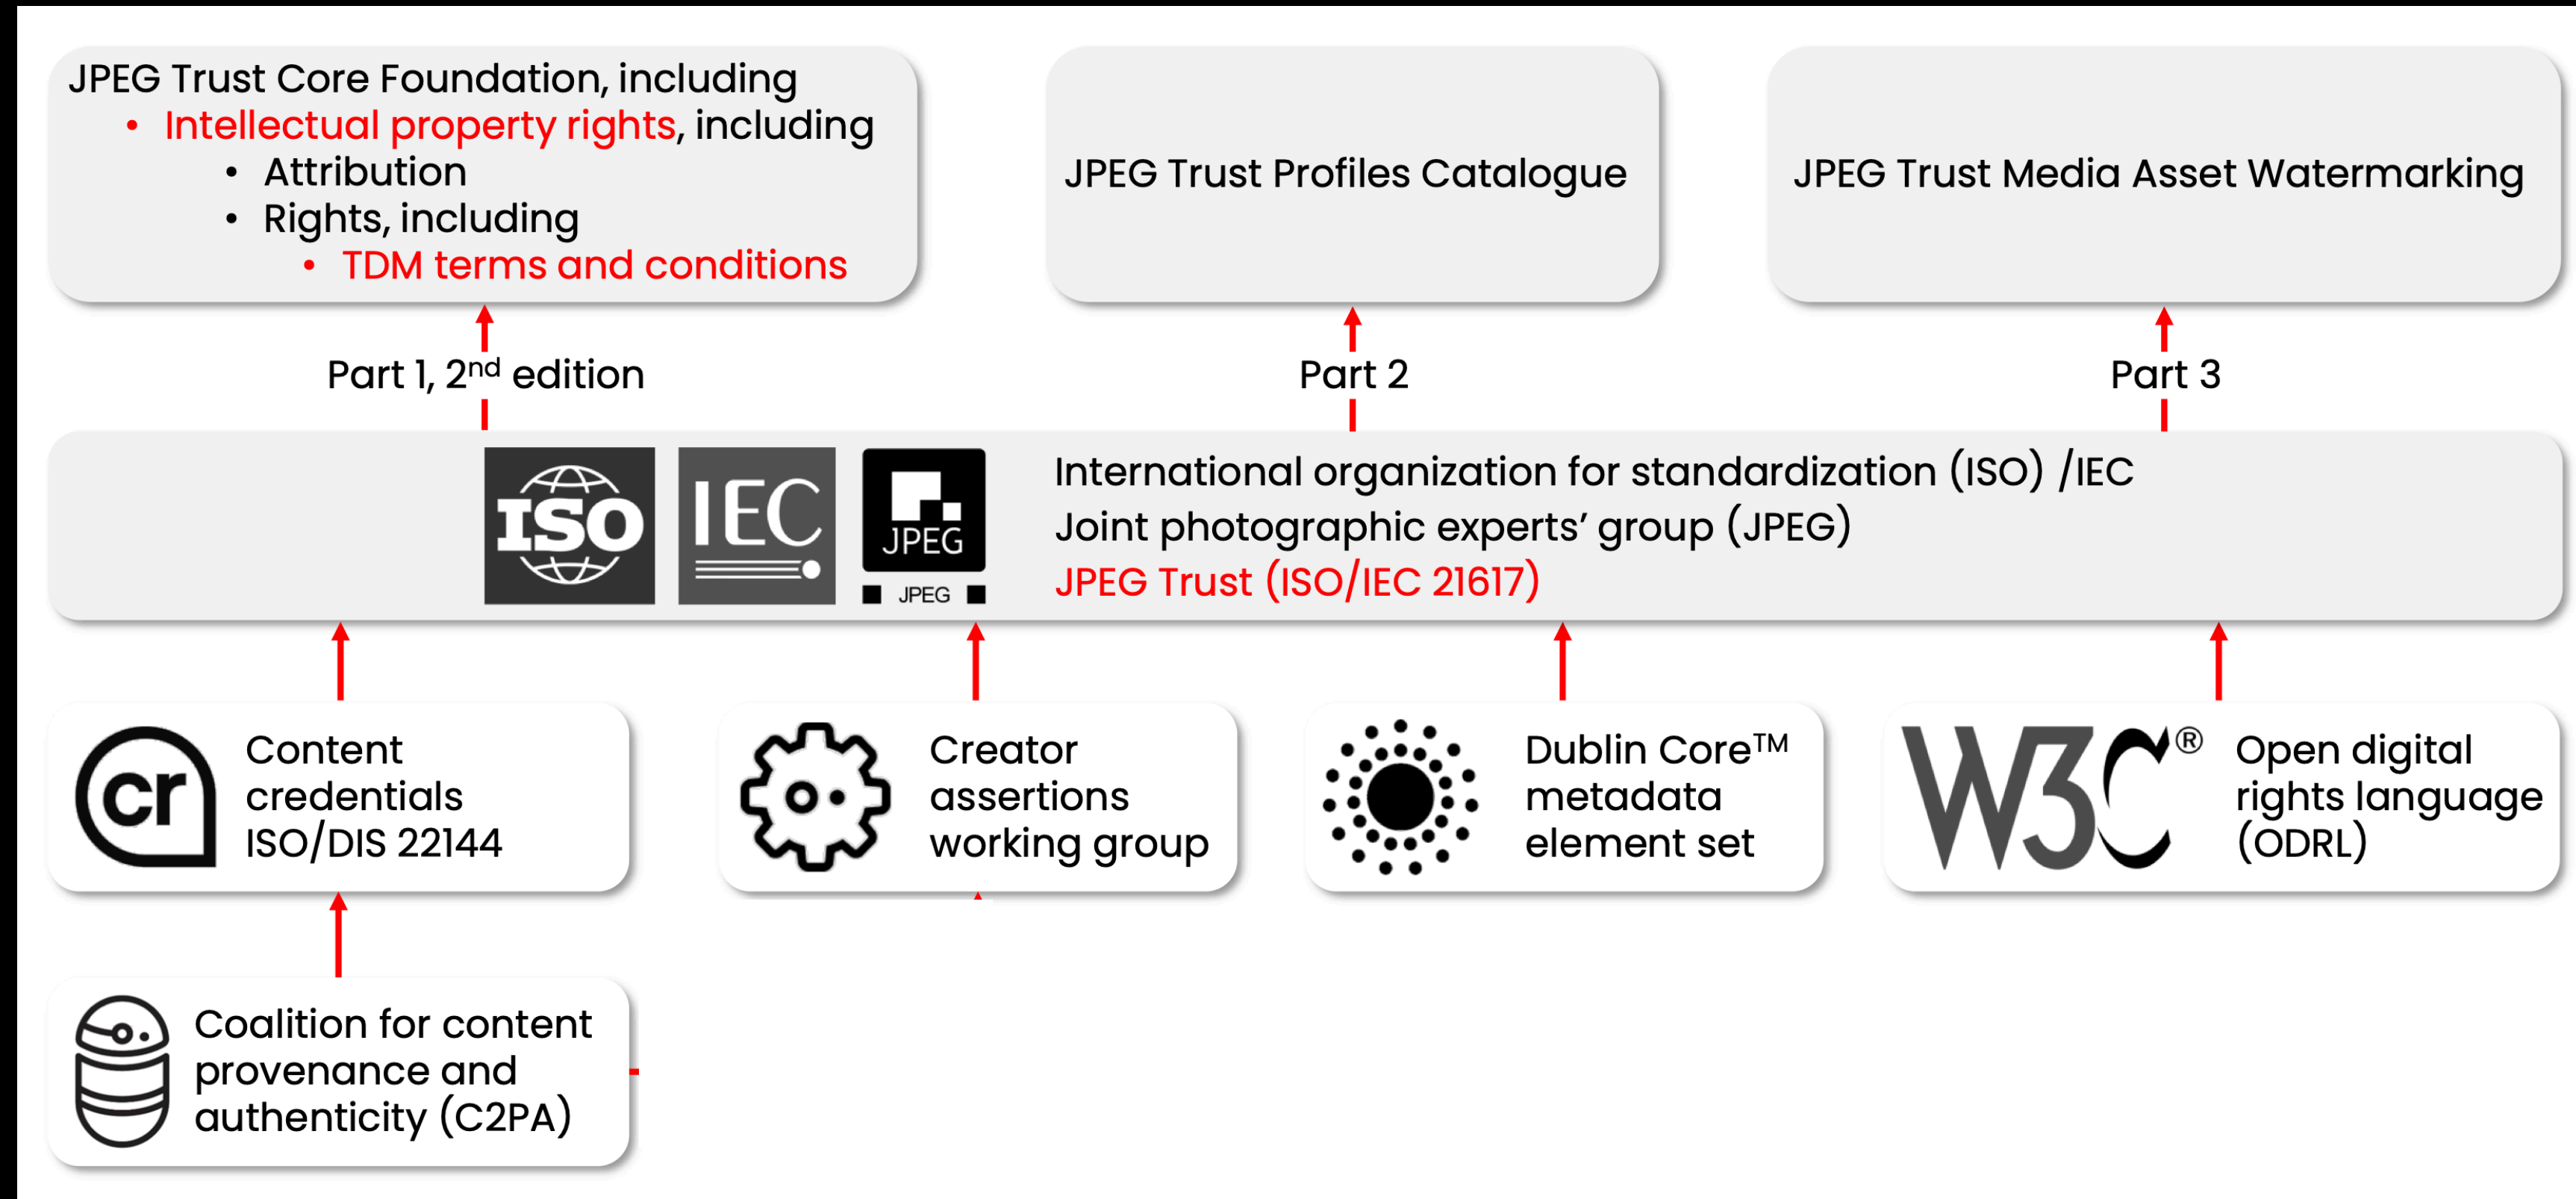 JPEG Trust Core Foundation, including
• Intellectual property rights, including
• Attribution
• Rights, including
• TDM terms and conditions
JPEG Trust Profiles Catalogue
JPEG Trust Media Asset Watermarking
Part 1, 2nd edition
Part 2
Part 3
ISO
IEC
JPEG
JPEG
International organization for standardization (ISO) /IEC
Joint photographic experts’ group (JPEG)
JPEG Trust (ISO/IEC 21617)
cr
Content
credentials
ISO/DIS 22144
Creator
assertions
working group
Dublin Core™
metadata
element set
W3C®
Open digital
rights language
(ODRL)
Coalition for content
provenance and
authenticity (C2PA)